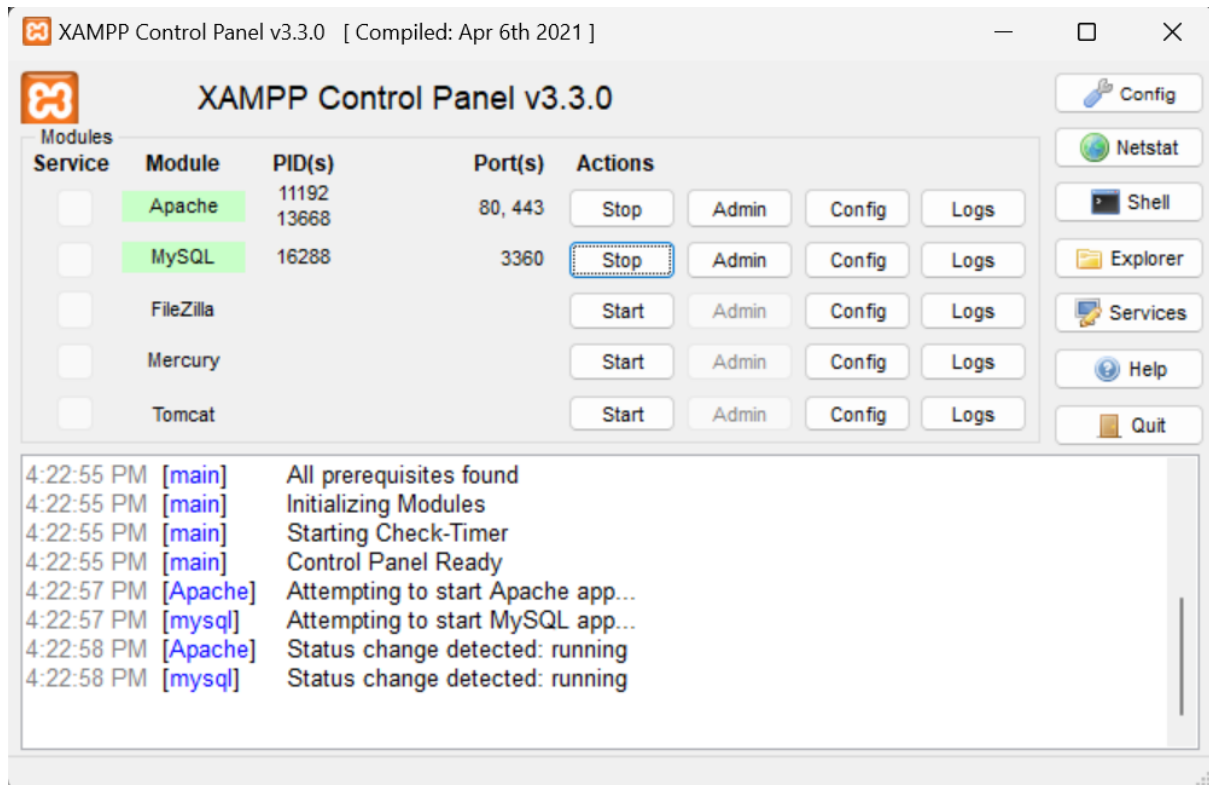 XAMPP Control Panel v3.3.0 [ Compiled: Apr 6th 2021 ]
XAMPP Control Panel v3.3.0
Config
Modules
Service Module PID(s) Port(s) Actions
Netstat
Apache 11192 13668 80, 443 Stop Admin Config Logs
Shell
MySQL 16288 3360 Stop Admin Config Logs
Explorer
FileZilla Start Admin Config Logs
Services
Mercury Start Admin Config Logs
Help
Tomcat Start Admin Config Logs
Quit
4:22:55 PM [main] All prerequisites found
4:22:55 PM [main] Initializing Modules
4:22:55 PM [main] Starting Check-Timer
4:22:55 PM [main] Control Panel Ready
4:22:57 PM [Apache] Attempting to start Apache app...
4:22:57 PM [mysql] Attempting to start MySQL app...
4:22:58 PM [Apache] Status change detected: running
4:22:58 PM [mysql] Status change detected: running